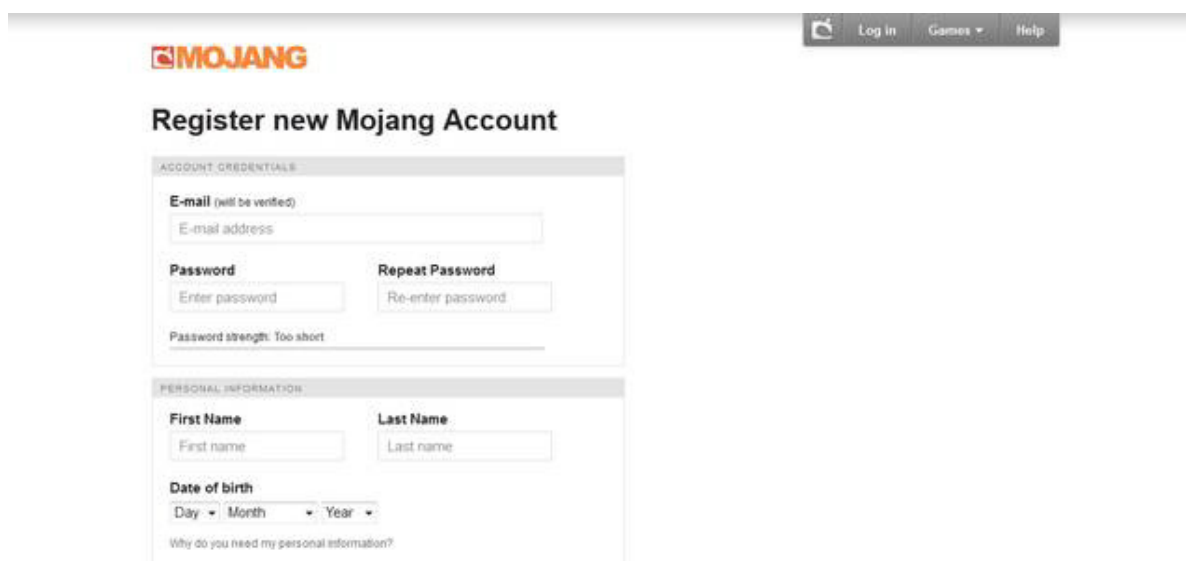 Log in Games Help
MOJANG
Register new Mojang Account
ACCOUNT CREDENTIALS
E-mail (will be verified)
E-mail address
Password Repeat Password
Enter password Re-enter password
Password strength: Too short
PERSONAL INFORMATION
First Name Last Name
First name Last name
Date of birth
Day Month Year
Why do you need my personal information?